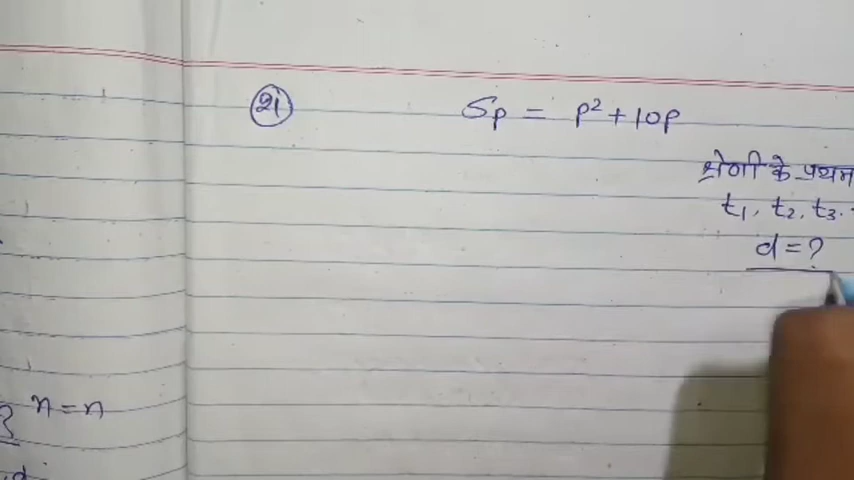 21
Sp = p² + 10p
श्रेणी के प्रथम
t₁, t₂, t₃.
d = ?
n = n
d